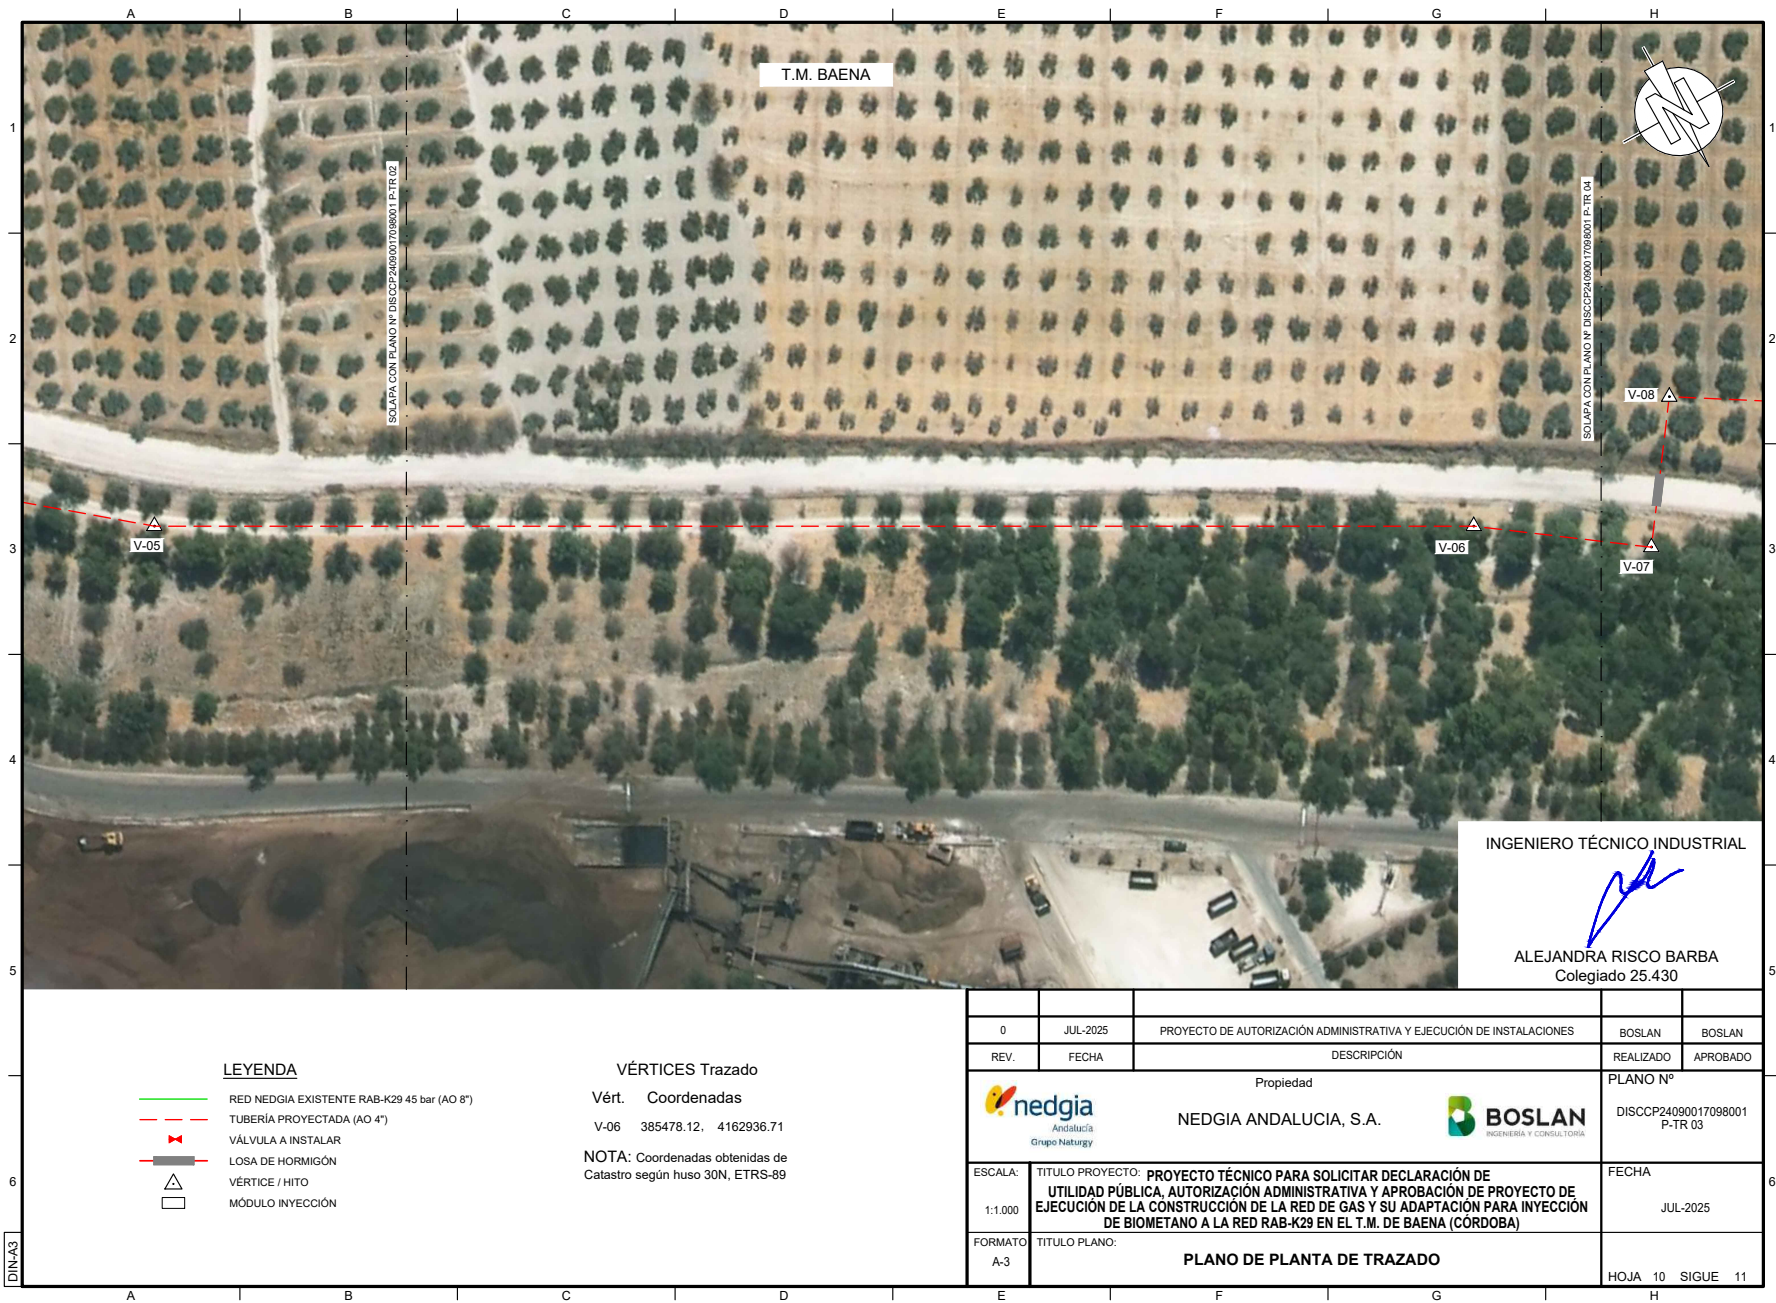 A B C D E F G H
T.M. BAENA
N
1 1
SOLAPA CON PLANO Nº DISCCP24090017098001 P-TR 02
SOLAPA CON PLANO Nº DISCCP24090017098001 P-TR 04
2 2
V-08
V-05
V-06
V-07
3 3
4 4
INGENIERO TÉCNICO INDUSTRIAL
ALEJANDRA RISCO BARBA
Colegiado 25.430
5 5
LEYENDA
RED NEDGIA EXISTENTE RAB-K29 45 bar (AO 8")
TUBERÍA PROYECTADA (AO 4")
VÁLVULA A INSTALAR
LOSA DE HORMIGÓN
VÉRTICE / HITO
MÓDULO INYECCIÓN
VÉRTICES Trazado
Vért. Coordenadas
V-06 385478.12, 4162936.71
NOTA: Coordenadas obtenidas de
Catastro según huso 30N, ETRS-89
0 JUL-2025 PROYECTO DE AUTORIZACIÓN ADMINISTRATIVA Y EJECUCIÓN DE INSTALACIONES BOSLAN BOSLAN
REV. FECHA DESCRIPCIÓN REALIZADO APROBADO
nedgia
Andalucía
Grupo Naturgy
Propiedad
NEDGIA ANDALUCIA, S.A.
BOSLAN
INGENIERÍA Y CONSULTORÍA
PLANO Nº
DISCCP24090017098001
P-TR 03
ESCALA:
1:1.000
TITULO PROYECTO: PROYECTO TÉCNICO PARA SOLICITAR DECLARACIÓN DE
UTILIDAD PÚBLICA, AUTORIZACIÓN ADMINISTRATIVA Y APROBACIÓN DE PROYECTO DE
EJECUCIÓN DE LA CONSTRUCCIÓN DE LA RED DE GAS Y SU ADAPTACIÓN PARA INYECCIÓN
DE BIOMETANO A LA RED RAB-K29 EN EL T.M. DE BAENA (CÓRDOBA)
FECHA
JUL-2025
6 6
FORMATO
A-3
TITULO PLANO:
PLANO DE PLANTA DE TRAZADO
HOJA 10 SIGUE 11
DIN-A3
A B C D E F G H